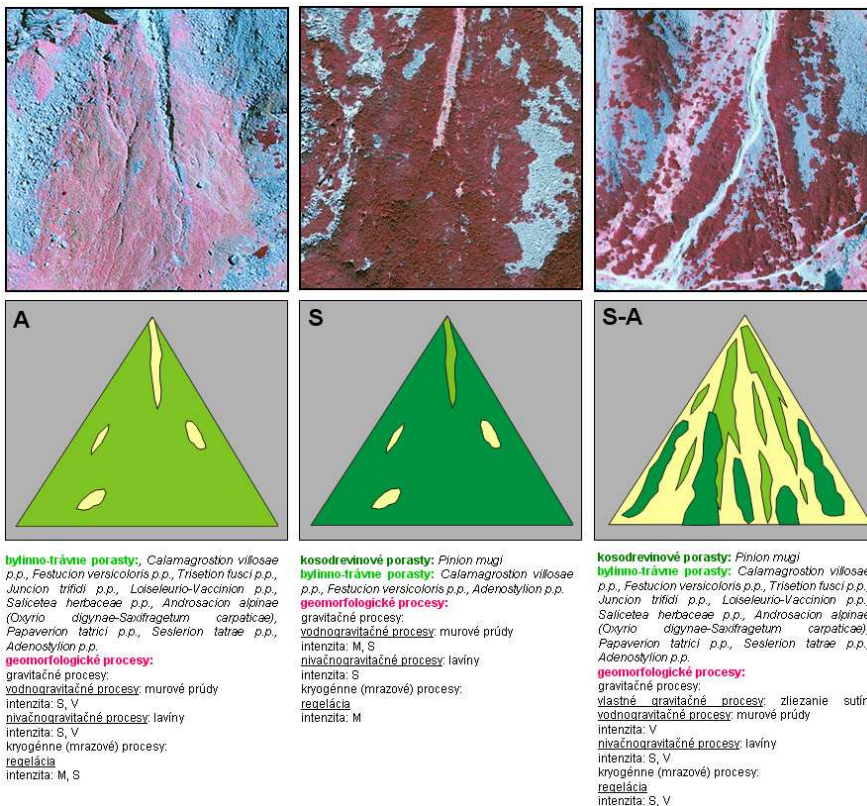 A
bylinno-trávne porasty:, Calamagrostion villosae
p.p., Festucion versicoloris p.p., Trisetion fusci p.p.,
Juncion trifidi p.p., Loiseleurio-Vaccinion p.p.,
Salicetea herbaceae p.p., Androsacion alpinae
(Oxyrio digynae-Saxifragetum carpaticae),
Papaverion tatrici p.p., Seslerion tatrae p.p.,
Adenostylion p.p.
geomorfologické procesy:
gravitačné procesy:
vodnogravitačné procesy: murové prúdy
intenzita: S, V
nivačnogravitačné procesy: lavíny
intenzita: S, V
kryogénne (mrazové) procesy:
regelácia
intenzita: M, S
S
kosodrevinové porasty: Pinion mugi
bylinno-trávne porasty: Calamagrostion villosae
p.p., Festucion versicoloris p.p., Adenostylion p.p.
geomorfologické procesy:
gravitačné procesy:
vodnogravitačné procesy: murové prúdy
intenzita: M, S
nivačnogravitačné procesy: lavíny
intenzita: S
kryogénne (mrazové) procesy:
regelácia
intenzita: M
S-A
kosodrevinové porasty: Pinion mugi
bylinno-trávne porasty: Calamagrostion villosae
p.p., Festucion versicoloris p.p., Trisetion fusci p.p.,
Juncion trifidi p.p., Loiseleurio-Vaccinion p.p.,
Salicetea herbaceae p.p., Androsacion alpinae
(Oxyrio digynae-Saxifragetum carpaticae),
Papaverion tatrici p.p., Seslerion tatrae p.p.,
Adenostylion p.p.
geomorfologické procesy:
gravitačné procesy:
vlastné gravitačné procesy: zliezanie sutín
vodnogravitačné procesy: murové prúdy
intenzita: V
nivačnogravitačné procesy: lavíny
intenzita: S, V
kryogénne (mrazové) procesy:
regelácia
intenzita: S, V